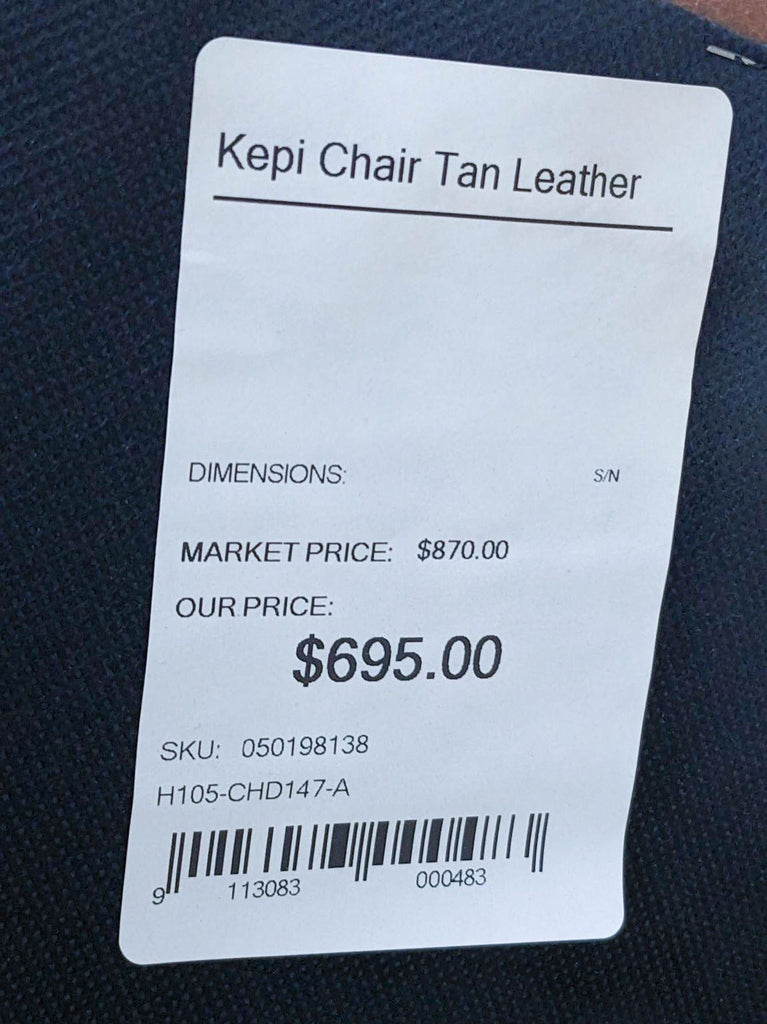 Kepi Chair Tan Leather
DIMENSIONS: S/N
MARKET PRICE: $870.00
OUR PRICE:
$695.00
SKU: 050198138
H105-CHD147-A
9 113083 000483